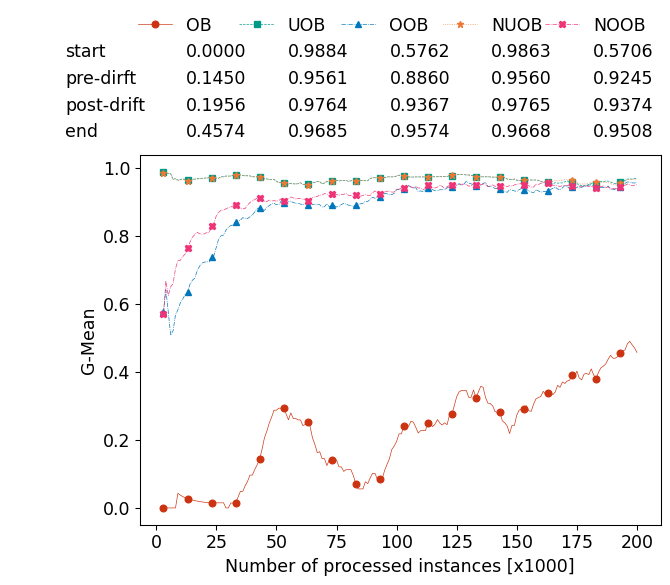 OB UOB OOB NUOB NOOB
start 0.0000 0.9884 0.5762 0.9863 0.5706
pre-dirft 0.1450 0.9561 0.8860 0.9560 0.9245
post-drift 0.1956 0.9764 0.9367 0.9765 0.9374
end 0.4574 0.9685 0.9574 0.9668 0.9508
1.0
0.8
0.6
0.4
0.2
0.0
G-Mean
0 25 50 75 100 125 150 175 200
Number of processed instances [x1000]